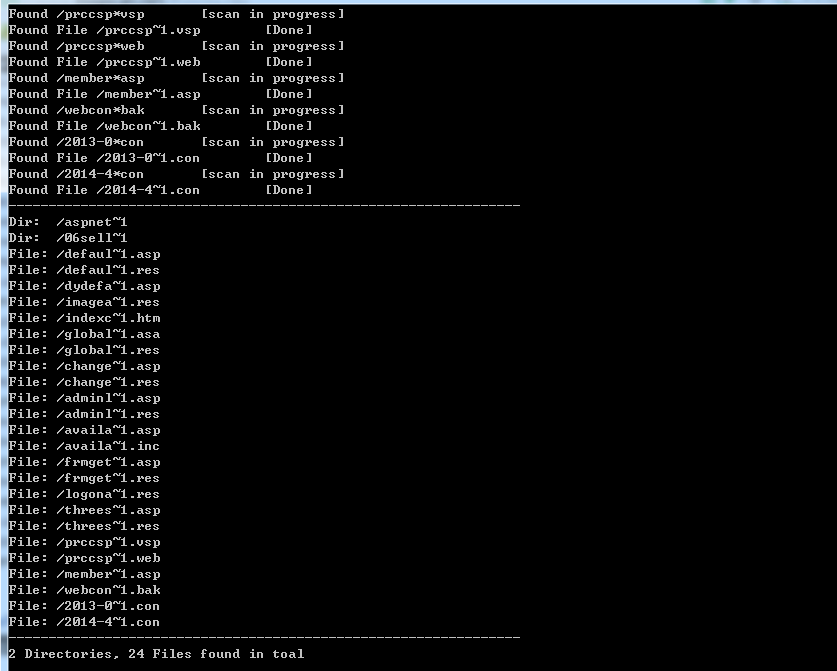 Found /prccsp*vsp [scan in progress]
Found File /prccsp~1.vsp [Done]
Found /prccsp*web [scan in progress]
Found File /prccsp~1.web [Done]
Found /member*asp [scan in progress]
Found File /member~1.asp [Done]
Found /webcon*bak [scan in progress]
Found File /webcon~1.bak [Done]
Found /2013-0*con [scan in progress]
Found File /2013-0~1.con [Done]
Found /2014-4*con [scan in progress]
Found File /2014-4~1.con [Done]
----------------------------------------------------------------
Dir: /aspnet~1
Dir: /06sell~1
File: /defaul~1.asp
File: /defaul~1.res
File: /dydefa~1.asp
File: /imagea~1.res
File: /indexc~1.htm
File: /global~1.asa
File: /global~1.res
File: /change~1.asp
File: /change~1.res
File: /adminl~1.asp
File: /adminl~1.res
File: /availa~1.asp
File: /availa~1.inc
File: /frmget~1.asp
File: /frmget~1.res
File: /logona~1.res
File: /threes~1.asp
File: /threes~1.res
File: /prccsp~1.vsp
File: /prccsp~1.web
File: /member~1.asp
File: /webcon~1.bak
File: /2013-0~1.con
File: /2014-4~1.con
----------------------------------------------------------------
2 Directories, 24 Files found in toal